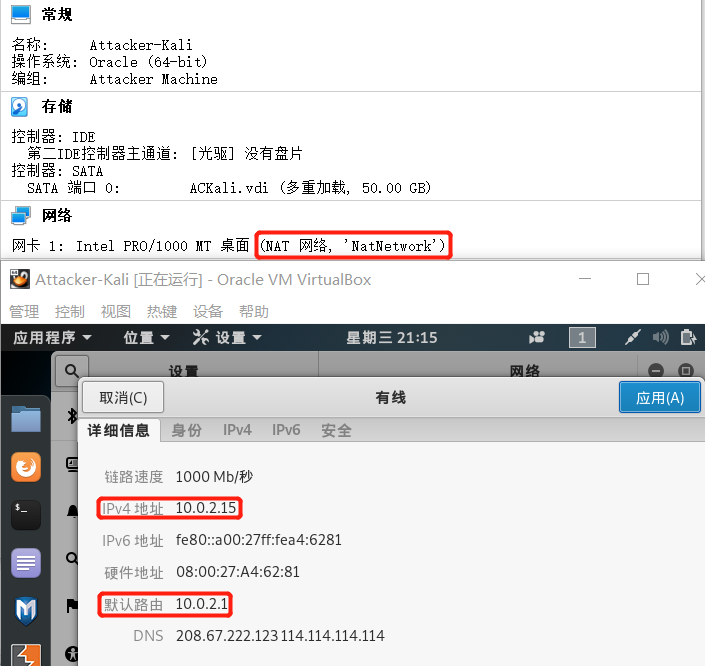 常规
名称: Attacker-Kali
操作系统: Oracle (64-bit)
编组: Attacker Machine
存储
控制器: IDE
第二IDE控制器主通道: [光驱] 没有盘片
控制器: SATA
SATA 端口 0: ACKali.vdi (多重加载, 50.00 GB)
网络
网卡 1: Intel PRO/1000 MT 桌面 (NAT 网络, 'NatNetwork')
Attacker-Kali [正在运行] - Oracle VM VirtualBox
管理 控制 视图 热键 设备 帮助
应用程序 位置 设置 星期三 21:15 1
设置 网络
取消(C) 有线 应用(A)
详细信息 身份 IPv4 IPv6 安全
链路速度 1000 Mb/秒
IPv4 地址 10.0.2.15
IPv6 地址 fe80::a00:27ff:fea4:6281
硬件地址 08:00:27:A4:62:81
默认路由 10.0.2.1
DNS 208.67.222.123 114.114.114.114